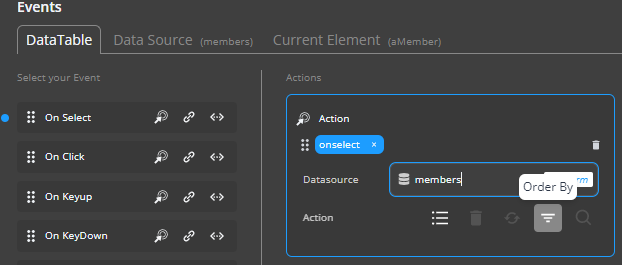 Events
DataTable
Data Source (members)
Current Element (aMember)
Select your Event
Actions
On Select
Action
onselect ×
On Click
Datasource
members
Order By
On Keyup
Action
On KeyDown